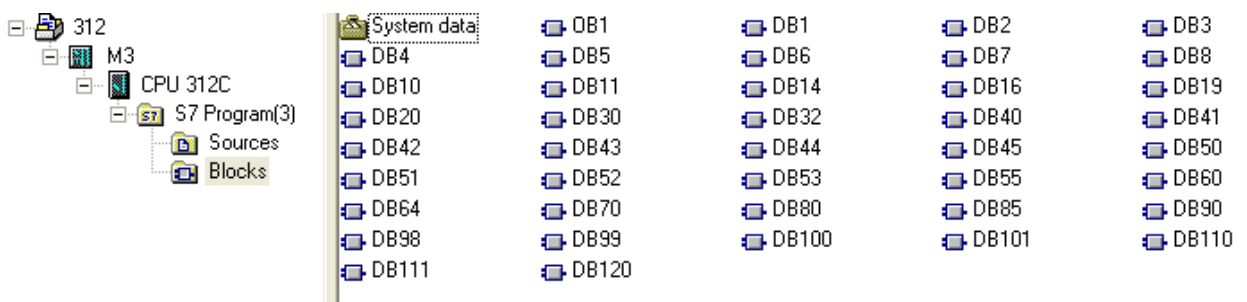 312 System data OB1 DB1 DB2 DB3
M3 DB4 DB5 DB6 DB7 DB8
CPU 312C DB10 DB11 DB14 DB16 DB19
S7 Program(3) DB20 DB30 DB32 DB40 DB41
Sources DB42 DB43 DB44 DB45 DB50
Blocks DB51 DB52 DB53 DB55 DB60
DB64 DB70 DB80 DB85 DB90
DB98 DB99 DB100 DB101 DB110
DB111 DB120